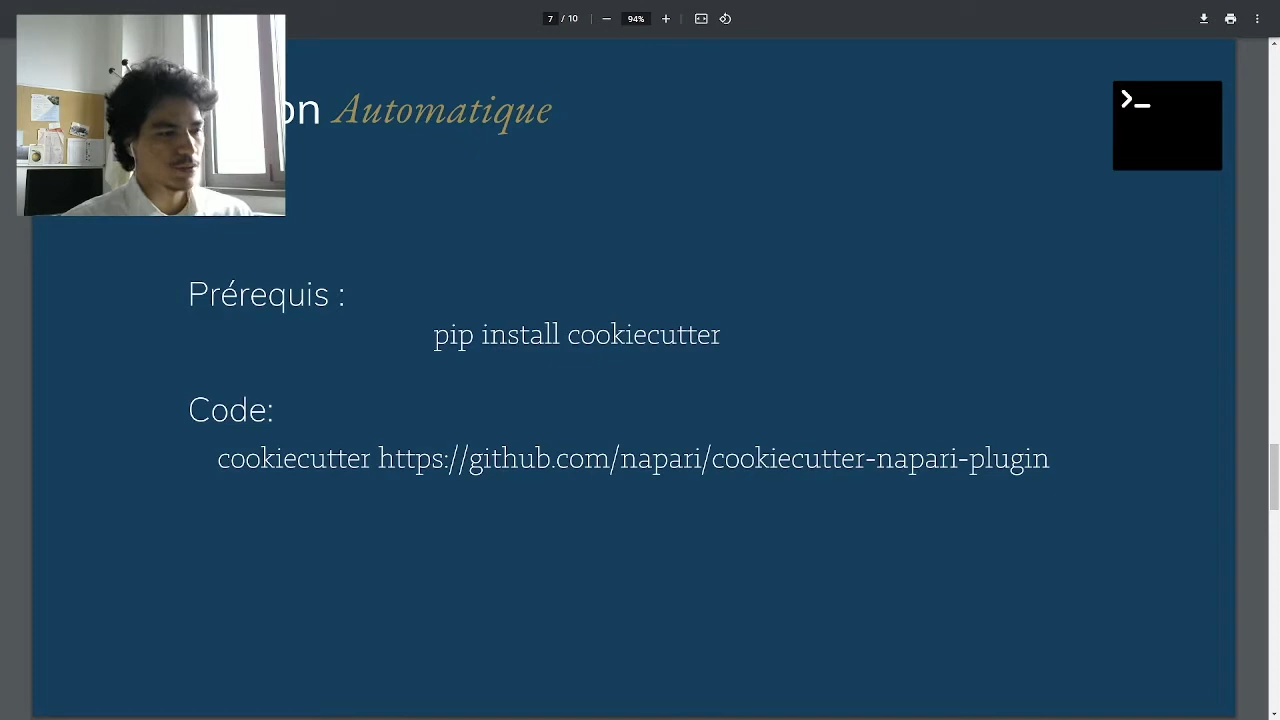 7 / 10
94%
on Automatique
Prérequis :
pip install cookiecutter
Code:
cookiecutter https://github.com/napari/cookiecutter-napari-plugin